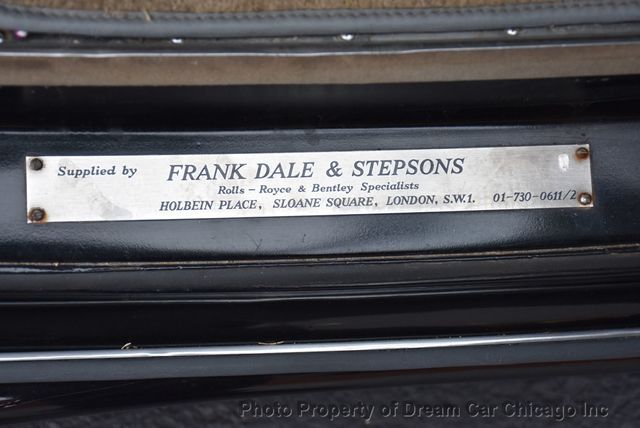 Supplied by FRANK DALE & STEPSONS
Rolls - Royce & Bentley Specialists
HOLBEIN PLACE, SLOANE SQUARE, LONDON, S.W.1. 01-730-0611/2
Photo Property of Dream Car Chicago Inc